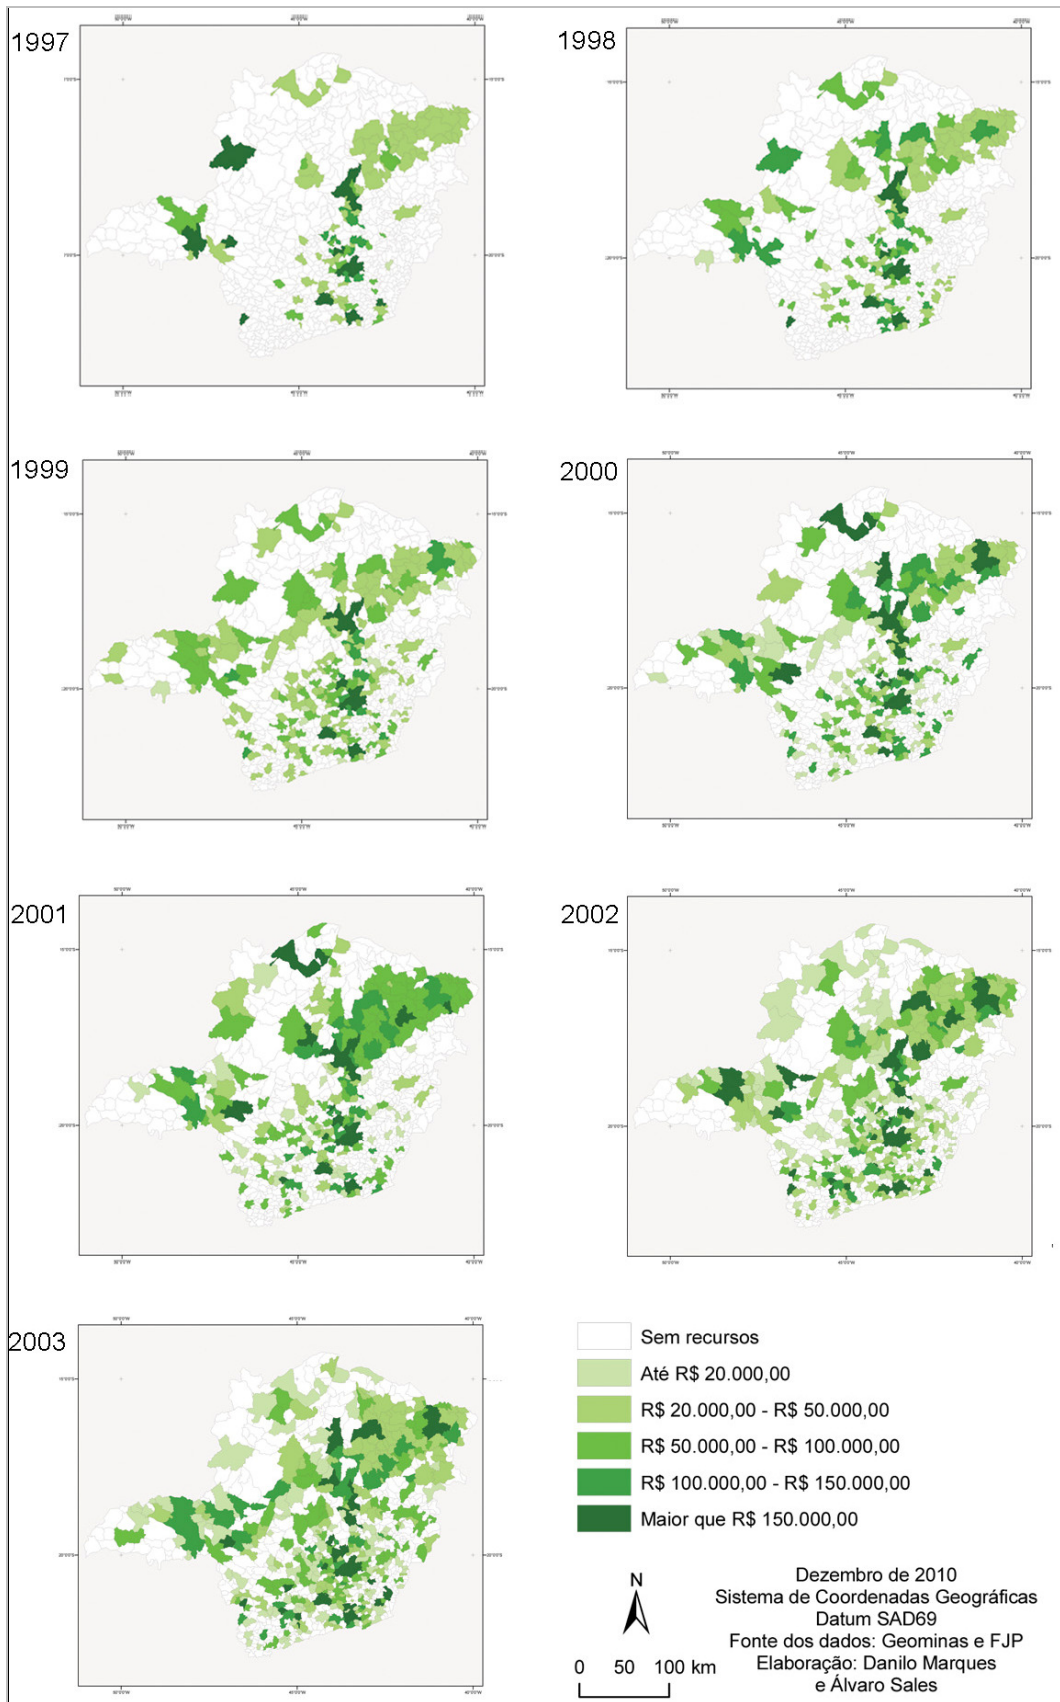 1997
1998
1999
2000
2001
2002
2003
Sem recursos
Até R$ 20.000,00
R$ 20.000,00 - R$ 50.000,00
R$ 50.000,00 - R$ 100.000,00
R$ 100.000,00 - R$ 150.000,00
Maior que R$ 150.000,00
N
0 50 100 km
Dezembro de 2010
Sistema de Coordenadas Geográficas
Datum SAD69
Fonte dos dados: Geominas e FJP
Elaboração: Danilo Marques
e Álvaro Sales